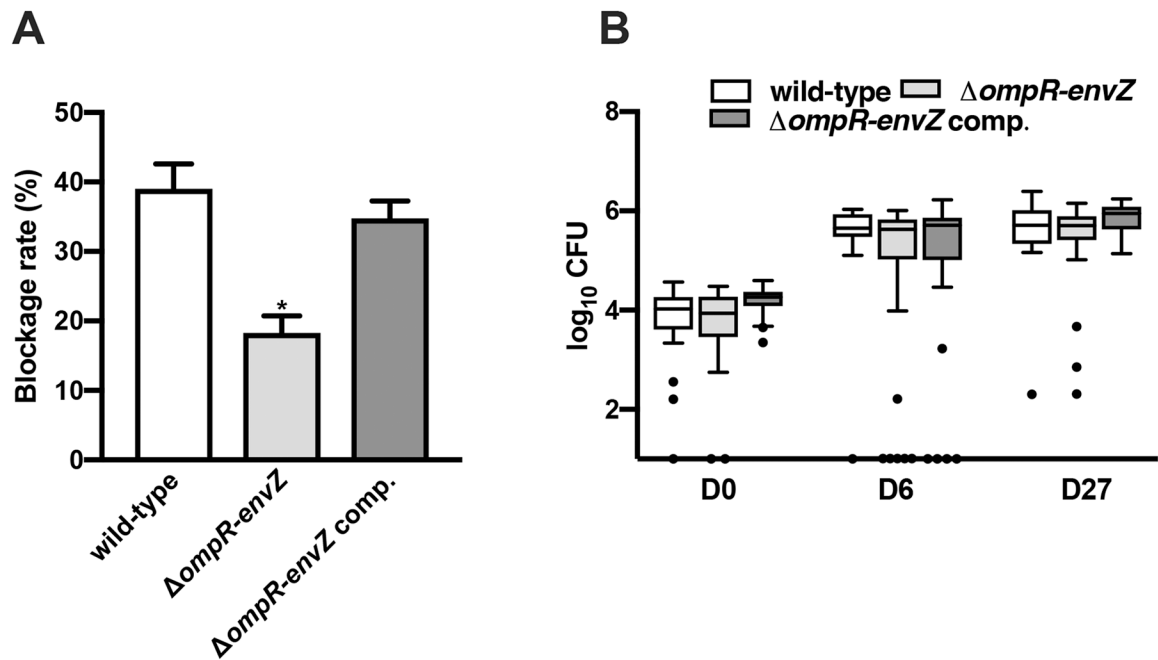 A
Blockage rate (%)
50
40
30
20
10
0
*
wild-type
ΔompR-envZ
ΔompR-envZ comp.
B
wild-type ΔompR-envZ
ΔompR-envZ comp.
log10 CFU
8
6
4
2
D0 D6 D27